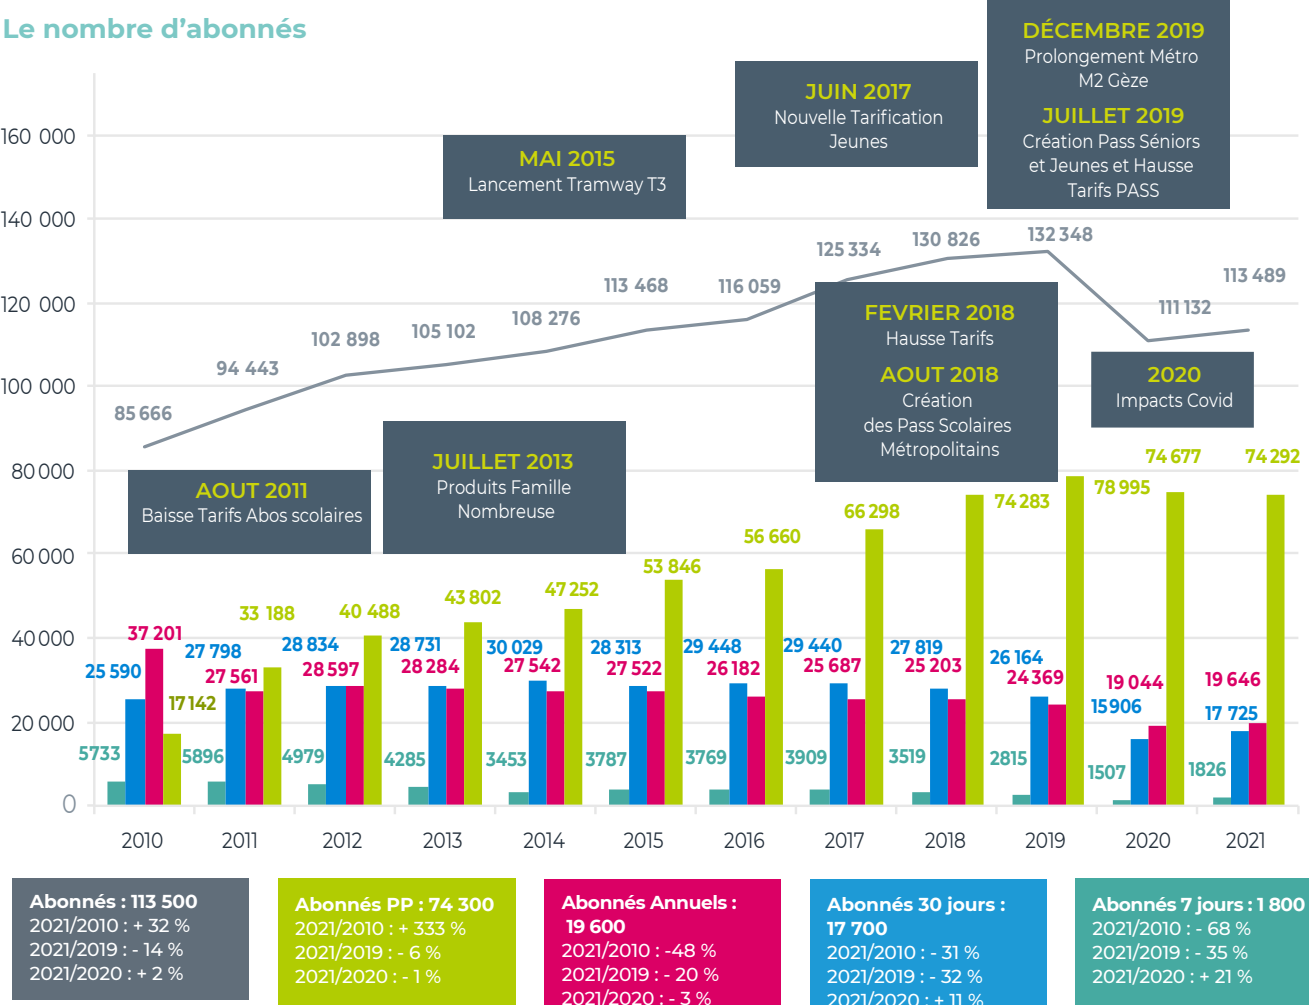 Le nombre d’abonnés
DÉCEMBRE 2019
Prolongement Métro
M2 Gèze
JUILLET 2019
Création Pass Séniors
et Jeunes et Hausse
Tarifs PASS
JUIN 2017
Nouvelle Tarification
Jeunes
MAI 2015
Lancement Tramway T3
160 000
140 000
120 000
100 000
80 000
60 000
40 000
20 000
0
85 666
94 443
102 898
105 102
108 276
113 468
116 059
125 334
130 826
132 348
111 132
113 489
FEVRIER 2018
Hausse Tarifs
AOUT 2018
Création
des Pass Scolaires
Métropolitains
2020
Impacts Covid
JUILLET 2013
Produits Famille
Nombreuse
AOUT 2011
Baisse Tarifs Abos scolaires
5733
25 590
37 201
17 142
5896
27 798
27 561
33 188
4979
28 834
28 597
40 488
4285
28 731
28 284
43 802
3453
30 029
27 542
47 252
3787
28 313
27 522
53 846
3769
29 448
26 182
56 660
3909
29 440
25 687
66 298
3519
27 819
25 203
74 283
2815
26 164
24 369
78 995
1507
15 906
19 044
74 677
1826
17 725
19 646
74 292
2010
2011
2012
2013
2014
2015
2016
2017
2018
2019
2020
2021
Abonnés : 113 500
2021/2010 : + 32 %
2021/2019 : - 14 %
2021/2020 : + 2 %
Abonnés PP : 74 300
2021/2010 : + 333 %
2021/2019 : - 6 %
2021/2020 : - 1 %
Abonnés Annuels :
19 600
2021/2010 : -48 %
2021/2019 : - 20 %
2021/2020 : - 3 %
Abonnés 30 jours :
17 700
2021/2010 : - 31 %
2021/2019 : - 32 %
2021/2020 : + 11 %
Abonnés 7 jours : 1 800
2021/2010 : - 68 %
2021/2019 : - 35 %
2021/2020 : + 21 %